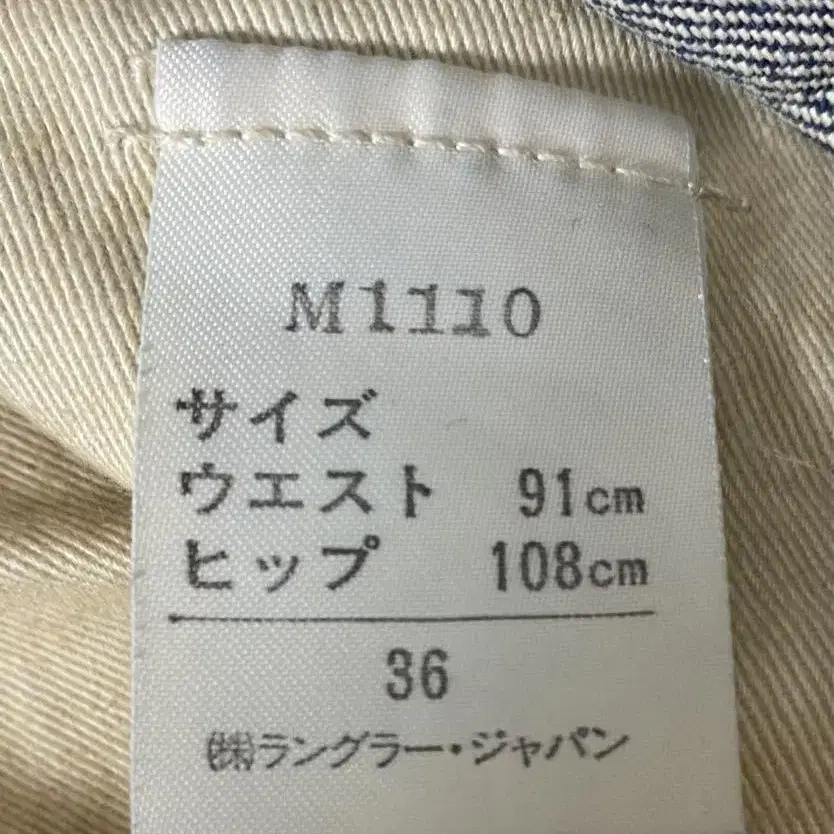 M1110
サイズ
ウエスト 91cm
ヒップ 108cm
36
㈱ラングラー・ジャパン